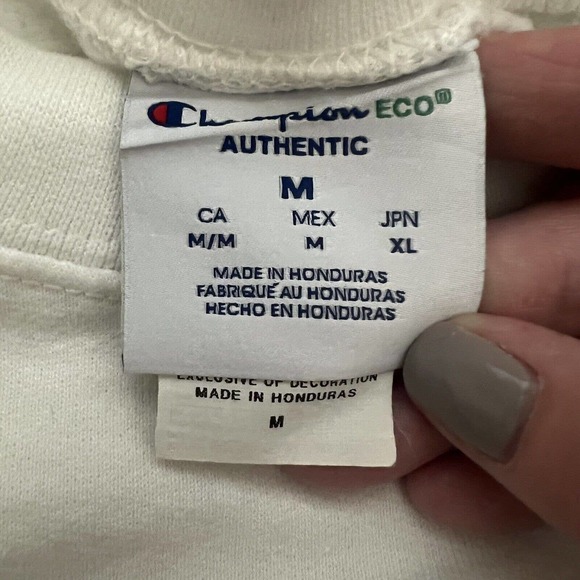 Champion ECO
AUTHENTIC
M
CA MEX JPN
M/M M XL
MADE IN HONDURAS
FABRIQUÉ AU HONDURAS
HECHO EN HONDURAS
EXCLUSIVE OF DECORATION
MADE IN HONDURAS
M